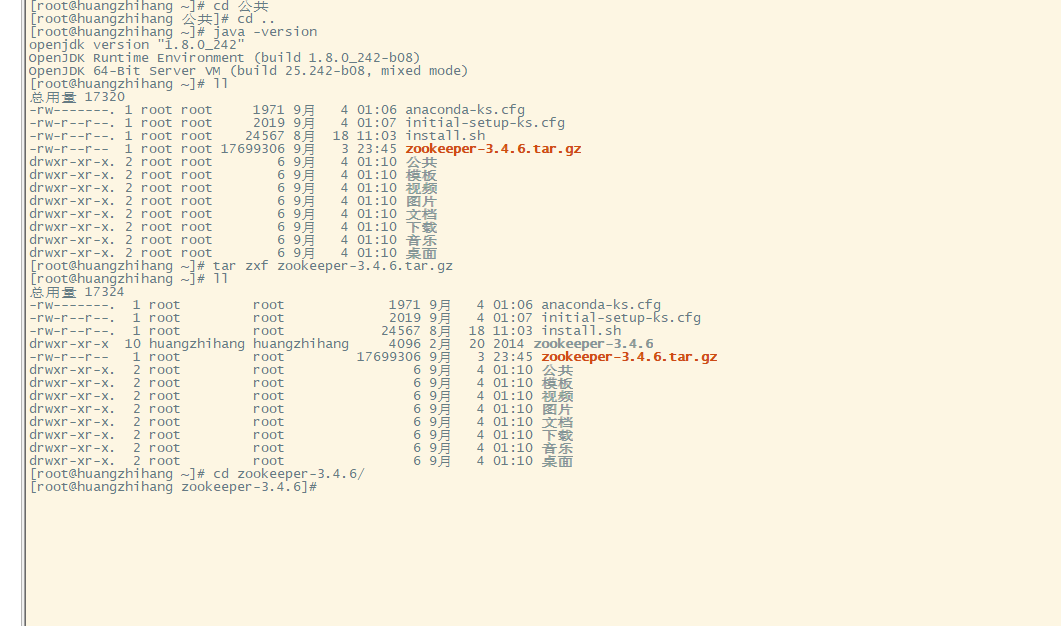 [root@huangzhihang ~]# cd 公共
[root@huangzhihang 公共]# cd ..
[root@huangzhihang ~]# java -version
openjdk version "1.8.0_242"
OpenJDK Runtime Environment (build 1.8.0_242-b08)
OpenJDK 64-Bit Server VM (build 25.242-b08, mixed mode)
[root@huangzhihang ~]# ll
总用量 17320
-rw-------. 1 root root     1971 9月   4 01:06 anaconda-ks.cfg
-rw-r--r--. 1 root root     2019 9月   4 01:07 initial-setup-ks.cfg
-rw-r--r--. 1 root root    24567 8月  18 11:03 install.sh
-rw-r--r--  1 root root 17699306 9月   3 23:45 zookeeper-3.4.6.tar.gz
drwxr-xr-x. 2 root root        6 9月   4 01:10 公共
drwxr-xr-x. 2 root root        6 9月   4 01:10 模板
drwxr-xr-x. 2 root root        6 9月   4 01:10 视频
drwxr-xr-x. 2 root root        6 9月   4 01:10 图片
drwxr-xr-x. 2 root root        6 9月   4 01:10 文档
drwxr-xr-x. 2 root root        6 9月   4 01:10 下载
drwxr-xr-x. 2 root root        6 9月   4 01:10 音乐
drwxr-xr-x. 2 root root        6 9月   4 01:10 桌面
[root@huangzhihang ~]# tar zxf zookeeper-3.4.6.tar.gz
[root@huangzhihang ~]# ll
总用量 17324
-rw-------.  1 root         root             1971 9月   4 01:06 anaconda-ks.cfg
-rw-r--r--.  1 root         root             2019 9月   4 01:07 initial-setup-ks.cfg
-rw-r--r--.  1 root         root            24567 8月  18 11:03 install.sh
drwxr-xr-x  10 huangzhihang huangzhihang     4096 2月  20 2014 zookeeper-3.4.6
-rw-r--r--   1 root         root         17699306 9月   3 23:45 zookeeper-3.4.6.tar.gz
drwxr-xr-x.  2 root         root                6 9月   4 01:10 公共
drwxr-xr-x.  2 root         root                6 9月   4 01:10 模板
drwxr-xr-x.  2 root         root                6 9月   4 01:10 视频
drwxr-xr-x.  2 root         root                6 9月   4 01:10 图片
drwxr-xr-x.  2 root         root                6 9月   4 01:10 文档
drwxr-xr-x.  2 root         root                6 9月   4 01:10 下载
drwxr-xr-x.  2 root         root                6 9月   4 01:10 音乐
drwxr-xr-x.  2 root         root                6 9月   4 01:10 桌面
[root@huangzhihang ~]# cd zookeeper-3.4.6/
[root@huangzhihang zookeeper-3.4.6]#